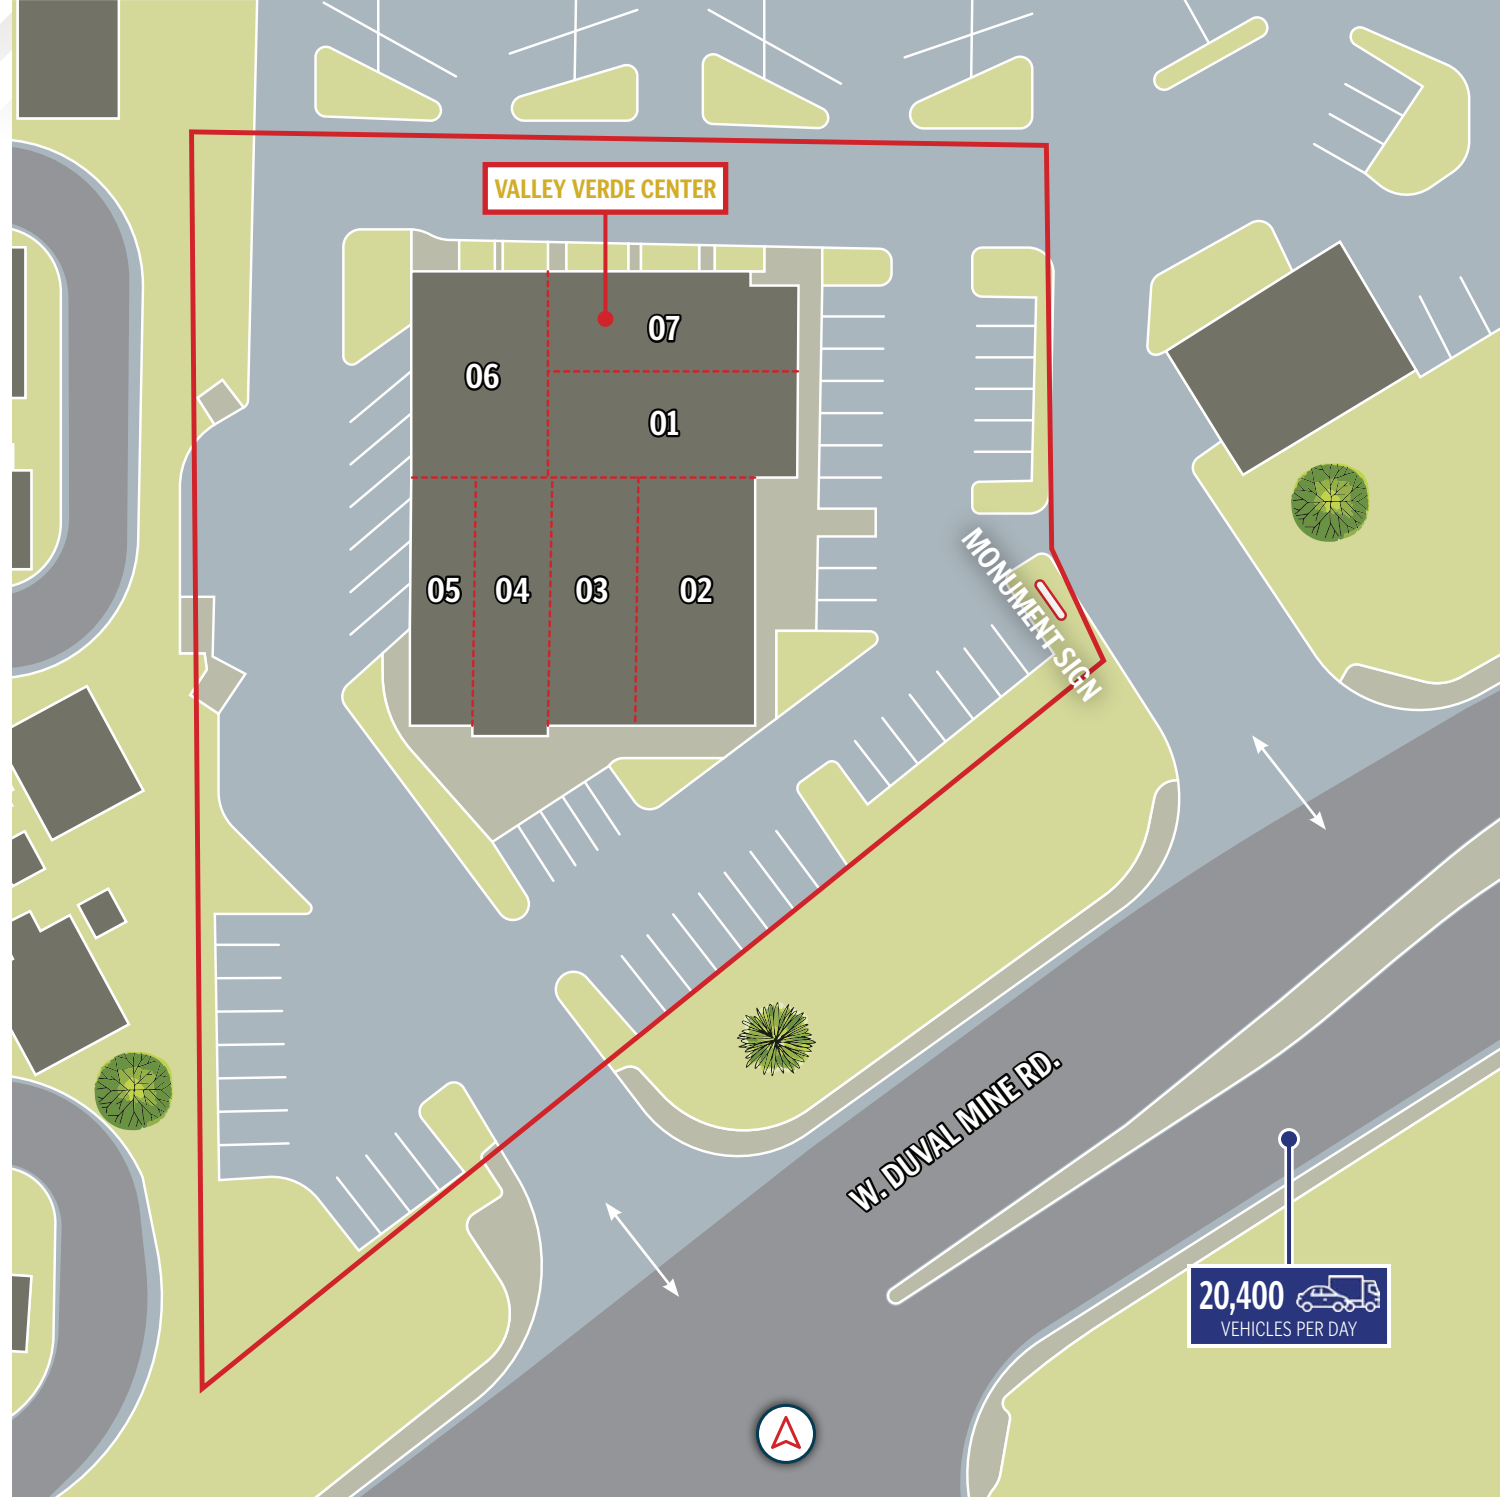 VALLEY VERDE CENTER
07
06
01
05
04
03
02
MONUMENT SIGN
W. DUVAL MINE RD.
20,400
VEHICLES PER DAY